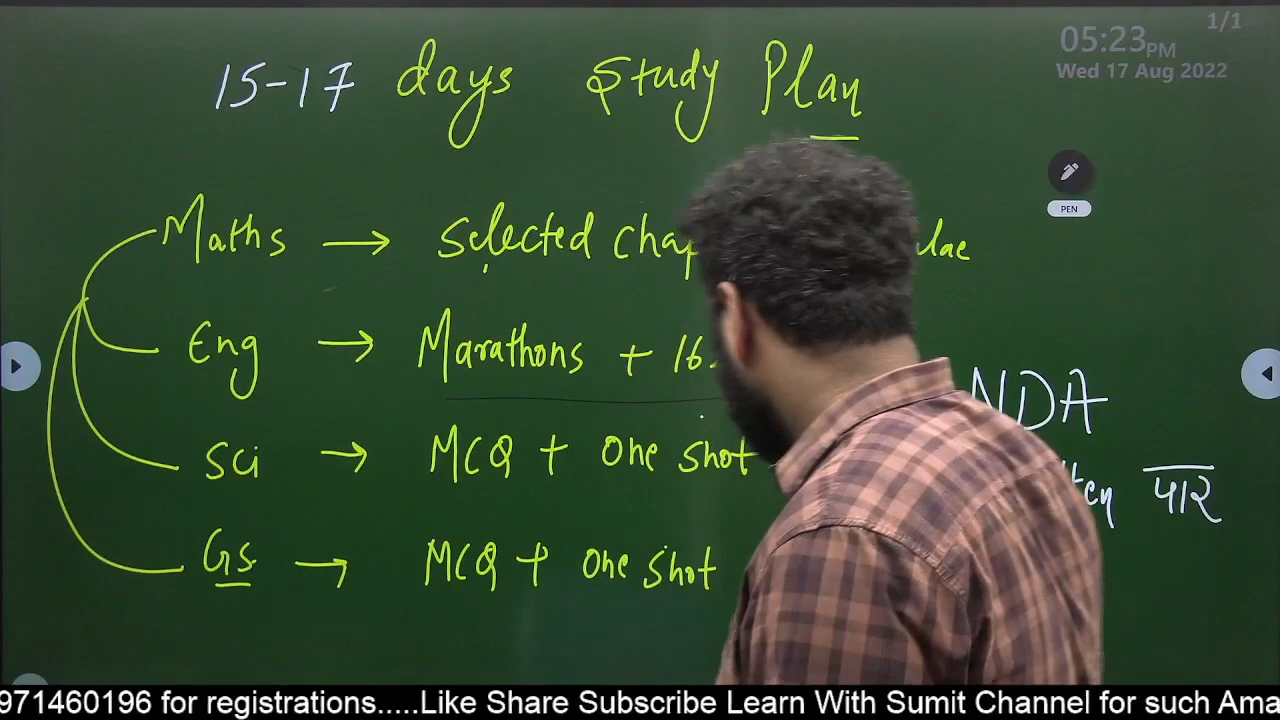 1/1
05:23PM
Wed 17 Aug 2022
15-17 days Study Plan
PEN
Maths → Selected
Eng → Marathons + 16
Sci → MCQ + One shot
Gs → MCQ + One shot
NDA
पार
971460196 for registrations.....Like Share Subscribe Learn With Sumit Channel for such